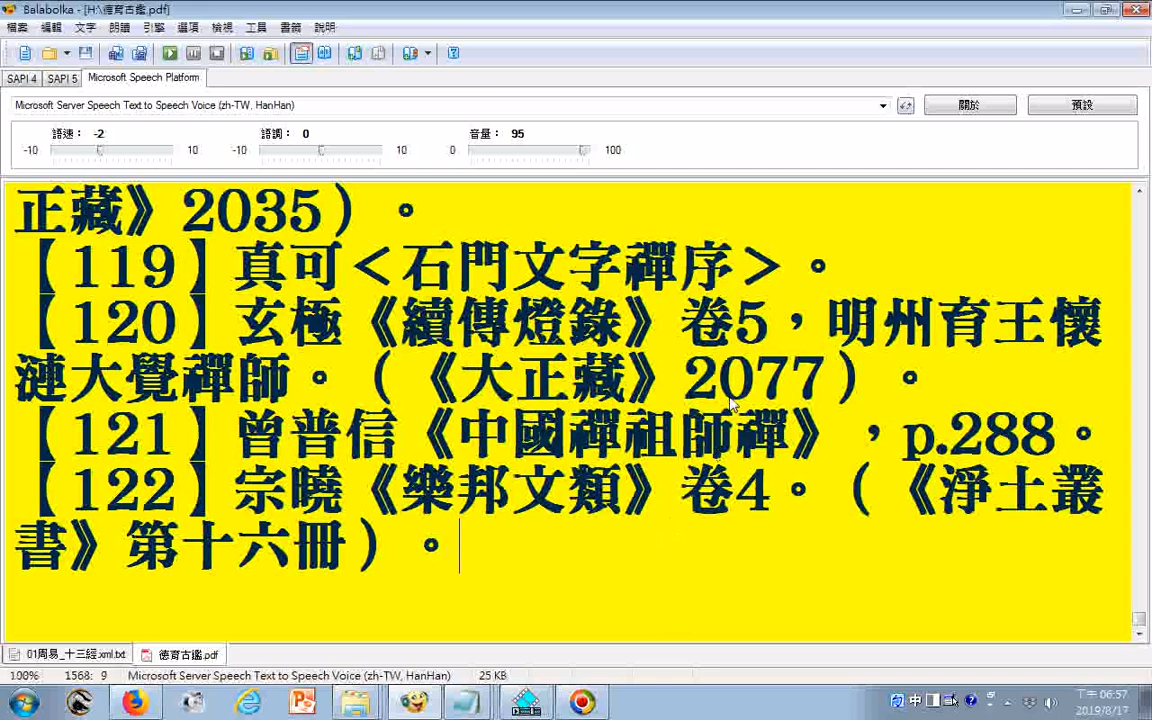 Balabolka - [H:\德育古鑑.pdf]
檔案 編輯 文字 朗讀 引擎 選項 檢視 工具 書籤 說明
SAPI 4 SAPI 5 Microsoft Speech Platform
Microsoft Server Speech Text to Speech Voice (zh-TW, HanHan) 關於 預設
語速： -2 語調： 0 音量： 95
-10 10 -10 10 0 100
正藏》2035）。
【119】真可＜石門文字禪序＞。
【120】玄極《續傳燈錄》卷5，明州育王懷
漣大覺禪師。（《大正藏》2077）。
【121】曾普信《中國禪祖師禪》，p.288。
【122】宗曉《樂邦文類》卷4。（《淨土叢
書》第十六冊）。
01周易_十三經.xml.txt 德育古鑑.pdf
100% 1568: 9 Microsoft Server Speech Text to Speech Voice (zh-TW, HanHan) 25 KB
中 下午 06:57
2019/8/17